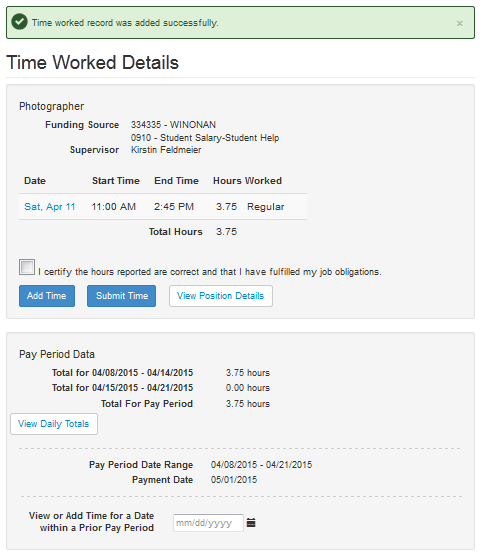 Time worked record was added successfully. ×
Time Worked Details
Photographer
Funding Source 334335 - WINONAN
0910 - Student Salary-Student Help
Supervisor Kirstin Feldmeier
Date Start Time End Time Hours Worked
Sat, Apr 11 11:00 AM 2:45 PM 3.75 Regular
Total Hours 3.75
I certify the hours reported are correct and that I have fulfilled my job obligations.
Add Time Submit Time View Position Details
Pay Period Data
Total for 04/08/2015 - 04/14/2015 3.75 hours
Total for 04/15/2015 - 04/21/2015 0.00 hours
Total For Pay Period 3.75 hours
View Daily Totals
Pay Period Date Range 04/08/2015 - 04/21/2015
Payment Date 05/01/2015
View or Add Time for a Date
within a Prior Pay Period mm/dd/yyyy